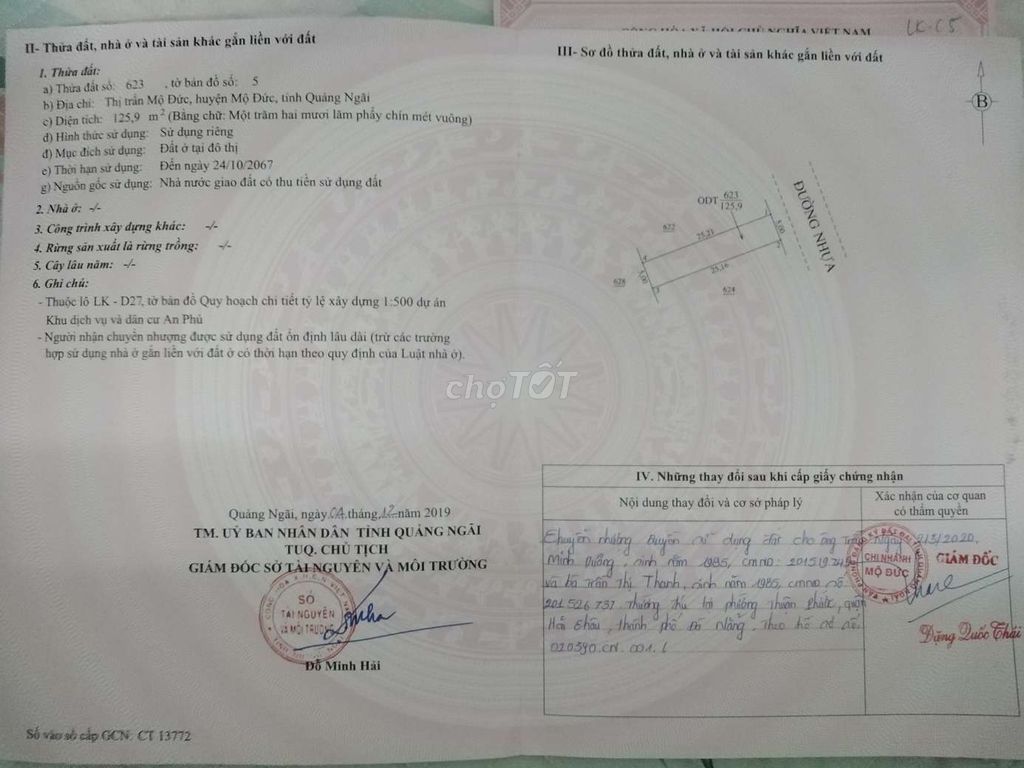 CỘNG HÒA XÃ HỘI CHỦ NGHĨA VIỆT NAM
LK-C5
II- Thửa đất, nhà ở và tài sản khác gắn liền với đất
1. Thửa đất:
a) Thửa đất số: 623 , tờ bản đồ số: 5
b) Địa chỉ: Thị trấn Mộ Đức, huyện Mộ Đức, tỉnh Quảng Ngãi
c) Diện tích: 125,9 m² (Bằng chữ: Một trăm hai mươi lăm phẩy chín mét vuông)
d) Hình thức sử dụng: Sử dụng riêng
đ) Mục đích sử dụng: Đất ở tại đô thị
e) Thời hạn sử dụng: Đến ngày 24/10/2067
g) Nguồn gốc sử dụng: Nhà nước giao đất có thu tiền sử dụng đất
2. Nhà ở: -/-
3. Công trình xây dựng khác: -/-
4. Rừng sản xuất là rừng trồng: -/-
5. Cây lâu năm: -/-
6. Ghi chú:
- Thuộc lô LK - D27, tờ bản đồ Quy hoạch chi tiết tỷ lệ xây dựng 1:500 dự án
Khu dịch vụ và dân cư An Phú
- Người nhận chuyển nhượng được sử dụng đất ổn định lâu dài (trừ các trường
hợp sử dụng nhà ở gắn liền với đất ở có thời hạn theo quy định của Luật nhà ở).
Quảng Ngãi, ngày 04 tháng 12 năm 2019
TM. UỶ BAN NHÂN DÂN TỈNH QUẢNG NGÃI
TUQ. CHỦ TỊCH
GIÁM ĐỐC SỞ TÀI NGUYÊN VÀ MÔI TRƯỜNG
SỞ
TÀI NGUYÊN
VÀ MÔI TRƯỜNG
Đỗ Minh Hải
Số vào sổ cấp GCN: CT 13772
III- Sơ đồ thửa đất, nhà ở và tài sản khác gắn liền với đất
B
ODT 623
125,9
ĐƯỜNG NHỰA
622
25,21
5,00
5,00
25,16
628
624
chợTỐT
IV. Những thay đổi sau khi cấp giấy chứng nhận
Nội dung thay đổi và cơ sở pháp lý
Xác nhận của cơ quan
có thẩm quyền
Chuyển nhượng quyền sử dụng đất cho ông Trần
Minh , sinh năm 1985, CMND:
và bà Trần Thị Thanh, sinh năm 1985, CMND số
201526737. Thường trú tại phường Thuận Phước, quận
Hải Châu, thành phố Đà Nẵng, theo hồ sơ số:
020390.CN.001.
Ngày 9/3/2020
CHI NHÁNH
MỘ ĐỨC
GIÁM ĐỐC
Đặng Quốc Thái